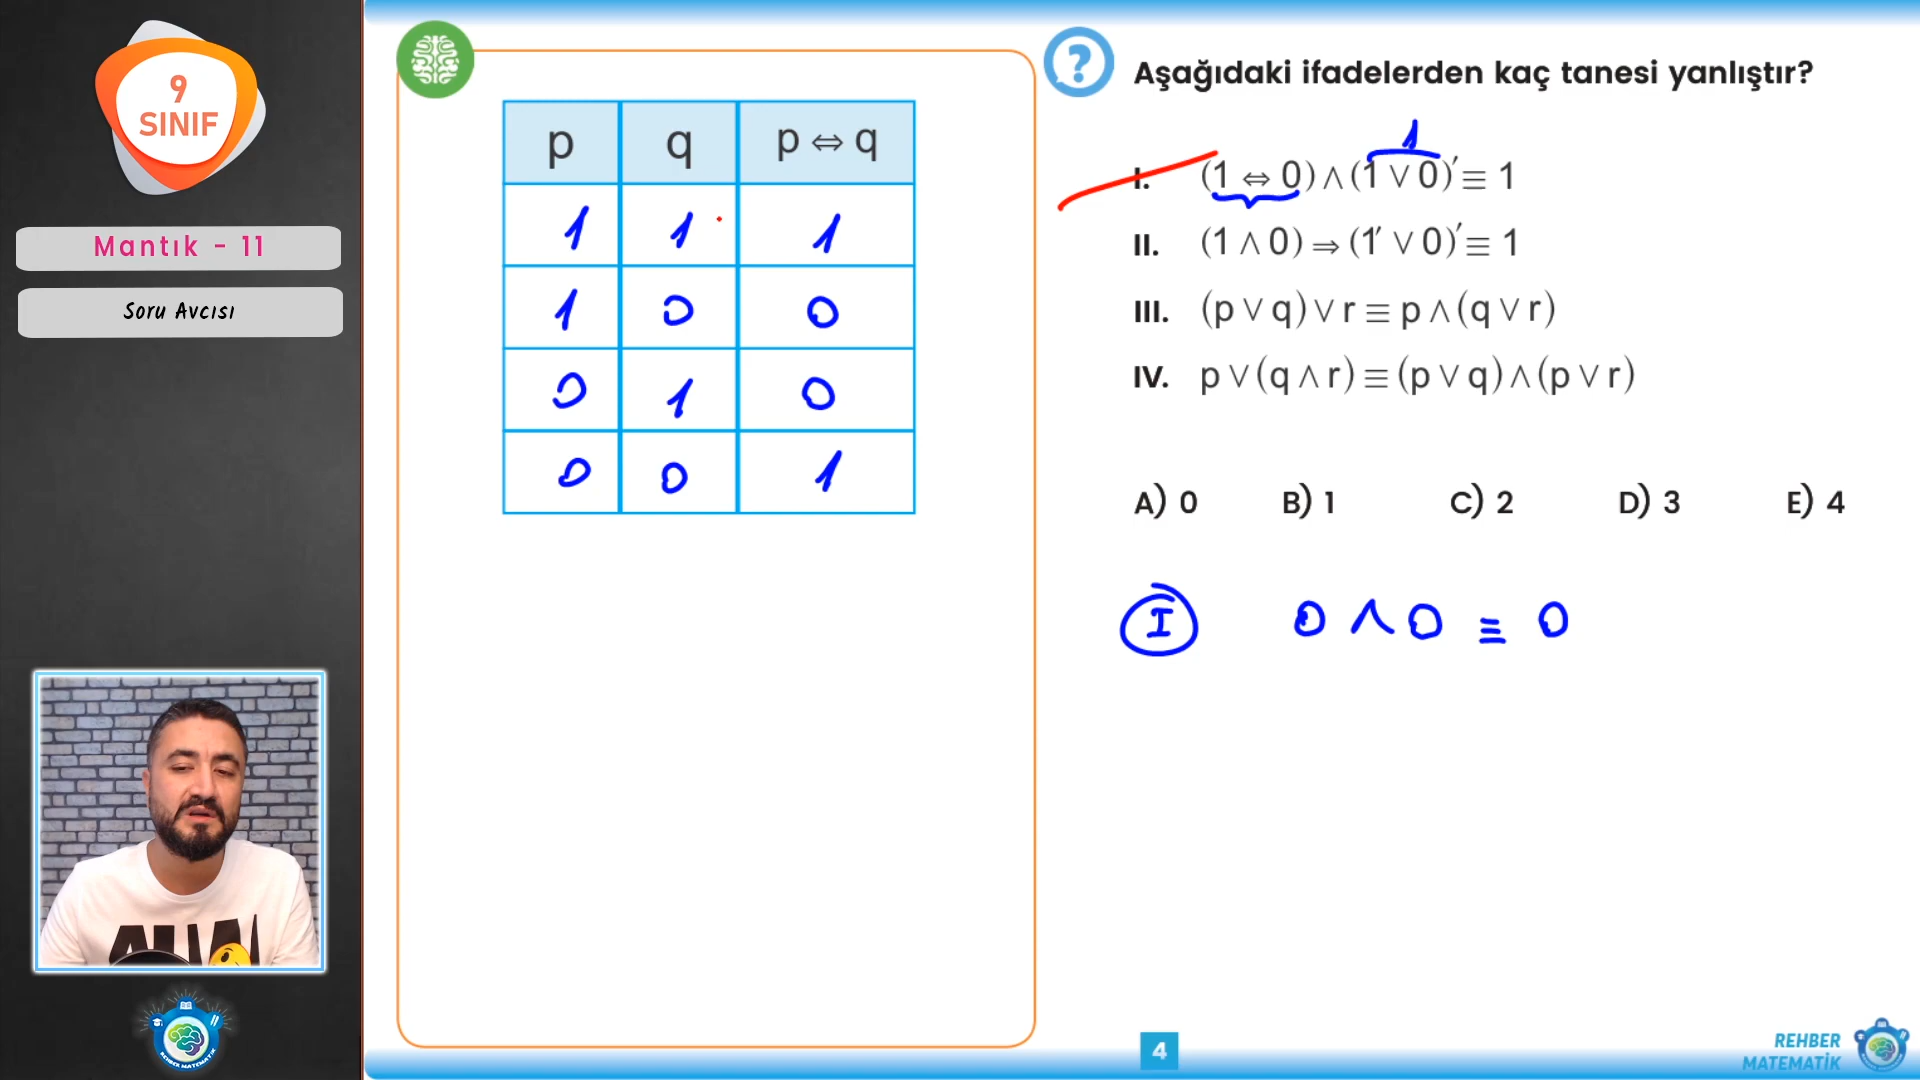 9
SINIF
Mantık - 11
Soru Avcısı
p q p ⇔ q
1 1 1
1 0 0
0 1 0
0 0 1
?
Aşağıdaki ifadelerden kaç tanesi yanlıştır?
1
I. (1 ⇔ 0) ∧ (1 ∨ 0)′ ≡ 1
II. (1 ∧ 0) ⇒ (1′ ∨ 0)′ ≡ 1
III. (p ∨ q) ∨ r ≡ p ∧ (q ∨ r)
IV. p ∨ (q ∧ r) ≡ (p ∨ q) ∧ (p ∨ r)
A) 0 B) 1 C) 2 D) 3 E) 4
I 0 ∧ 0 ≡ 0
4
REHBER
MATEMATİK
REHBER MATEMATİK